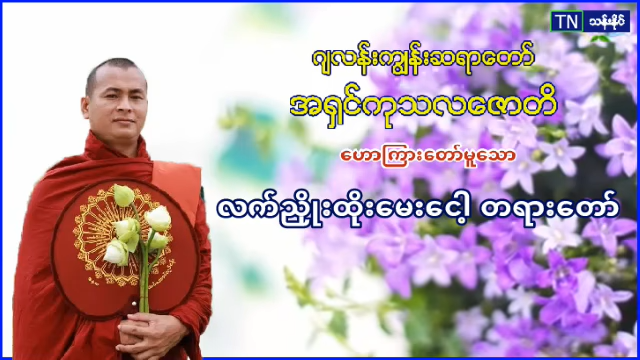 TN သန်းနိုင်
ဂျလန်းကျွန်းဆရာတော်
အရှင်ကုသလဇောတိ
ဟောကြားတော်မူသော
လက်ညှိုးထိုးမေးငေါ့ တရားတော်